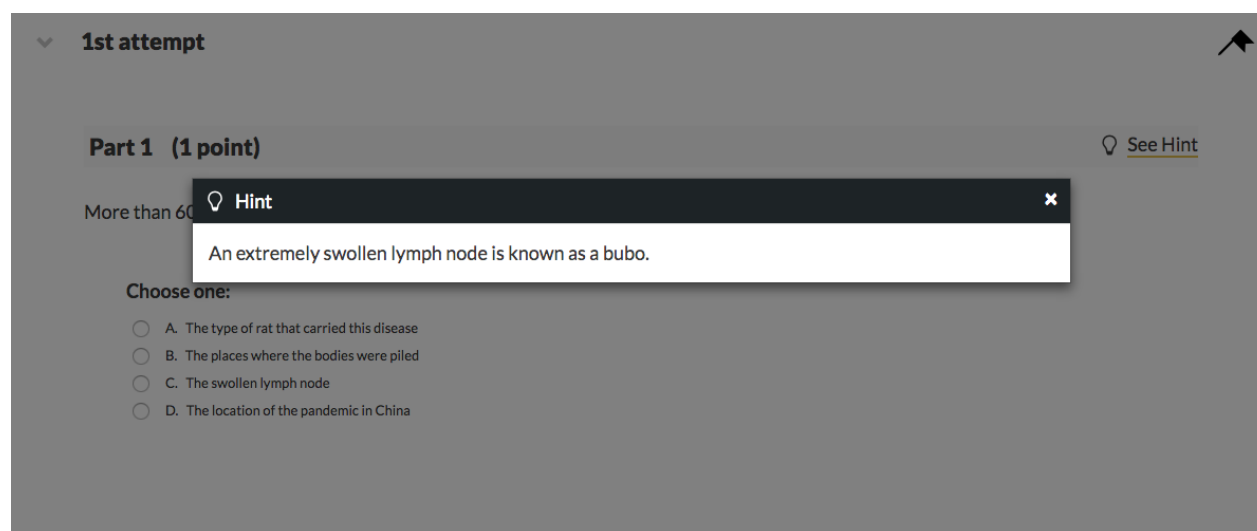 1st attempt
Part 1 (1 point)
See Hint
More than 60
Hint
An extremely swollen lymph node is known as a bubo.
Choose one:
A. The type of rat that carried this disease
B. The places where the bodies were piled
C. The swollen lymph node
D. The location of the pandemic in China